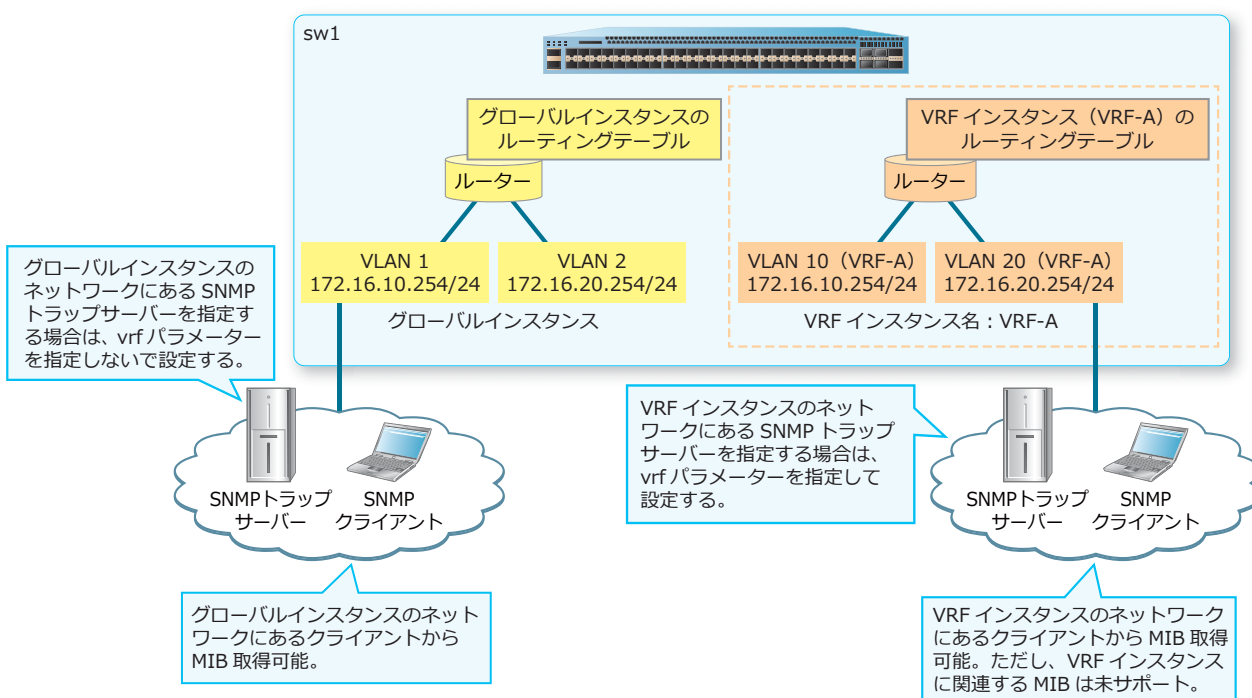 sw1
グローバルインスタンスの
ルーティングテーブル
ルーター
VLAN 1
172.16.10.254/24
VLAN 2
172.16.20.254/24
グローバルインスタンス
VRF インスタンス（VRF-A）の
ルーティングテーブル
ルーター
VLAN 10（VRF-A）
172.16.10.254/24
VLAN 20（VRF-A）
172.16.20.254/24
VRF インスタンス名：VRF-A
グローバルインスタンスの
ネットワークにある SNMP
トラップサーバーを指定す
る場合は、vrf パラメーター
を指定しないで設定する。
SNMPトラップ
サーバー
SNMP
クライアント
グローバルインスタンスのネット
ワークにあるクライアントから
MIB 取得可能。
VRF インスタンスのネット
ワークにある SNMP トラップ
サーバーを指定する場合は、
vrf パラメーターを指定して
設定する。
SNMPトラップ
サーバー
SNMP
クライアント
VRF インスタンスのネットワーク
にあるクライアントから MIB 取得
可能。ただし、VRF インスタンス
に関連する MIB は未サポート。